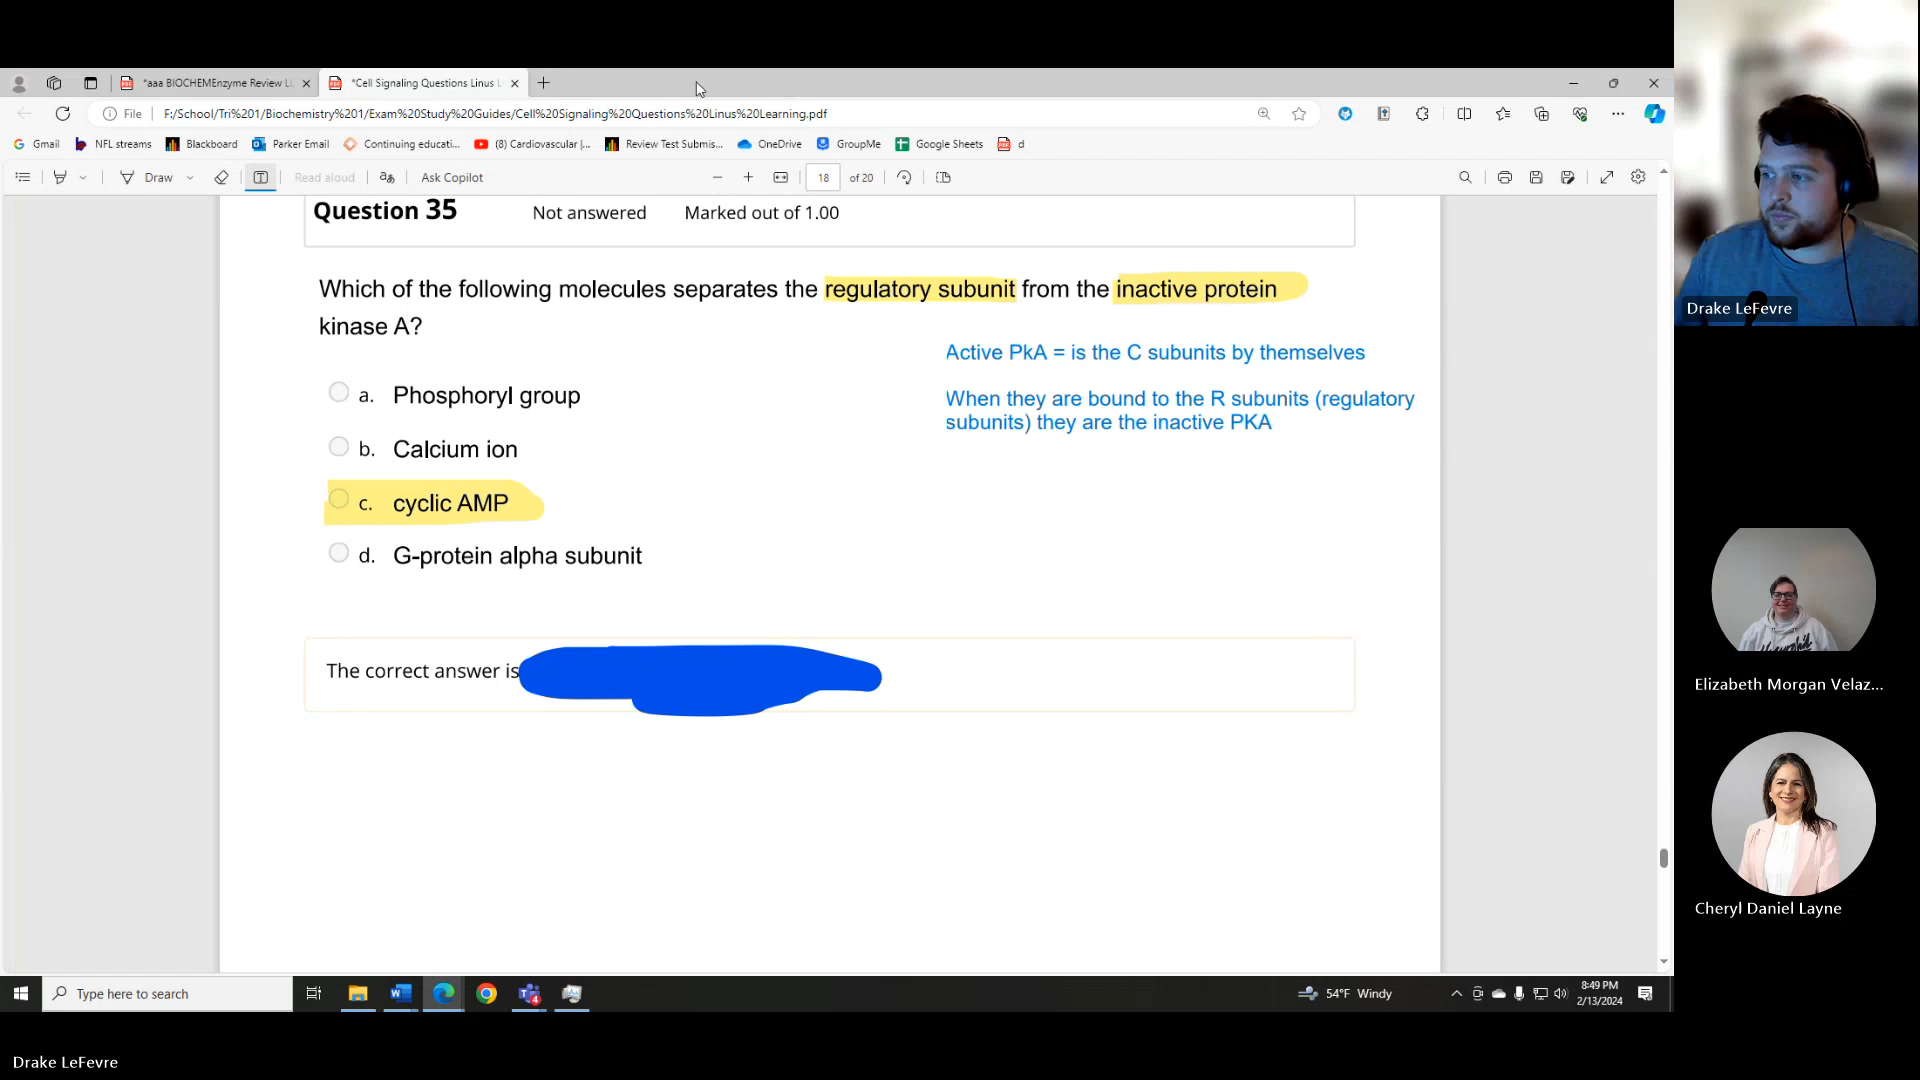 *aaa BIOCHEMEnzyme Review L
*Cell Signaling Questions Linus L
File
F:/School/Tri%201/Biochemistry%201/Exam%20Study%20Guides/Cell%20Signaling%20Questions%20Linus%20Learning.pdf
Gmail
NFL streams
Blackboard
Parker Email
Continuing educati...
(8) Cardiovascular |...
Review Test Submis...
OneDrive
GroupMe
Google Sheets
d
Draw
Read aloud
Ask Copilot
18
of 20
Question 35
Not answered
Marked out of 1.00
Which of the following molecules separates the regulatory subunit from the inactive protein
kinase A?
Active PkA = is the C subunits by themselves
When they are bound to the R subunits (regulatory
subunits) they are the inactive PKA
a. Phosphoryl group
b. Calcium ion
c. cyclic AMP
d. G-protein alpha subunit
The correct answer is
Drake LeFevre
Elizabeth Morgan Velaz...
Cheryl Daniel Layne
Type here to search
54°F Windy
8:49 PM
2/13/2024
Drake LeFevre